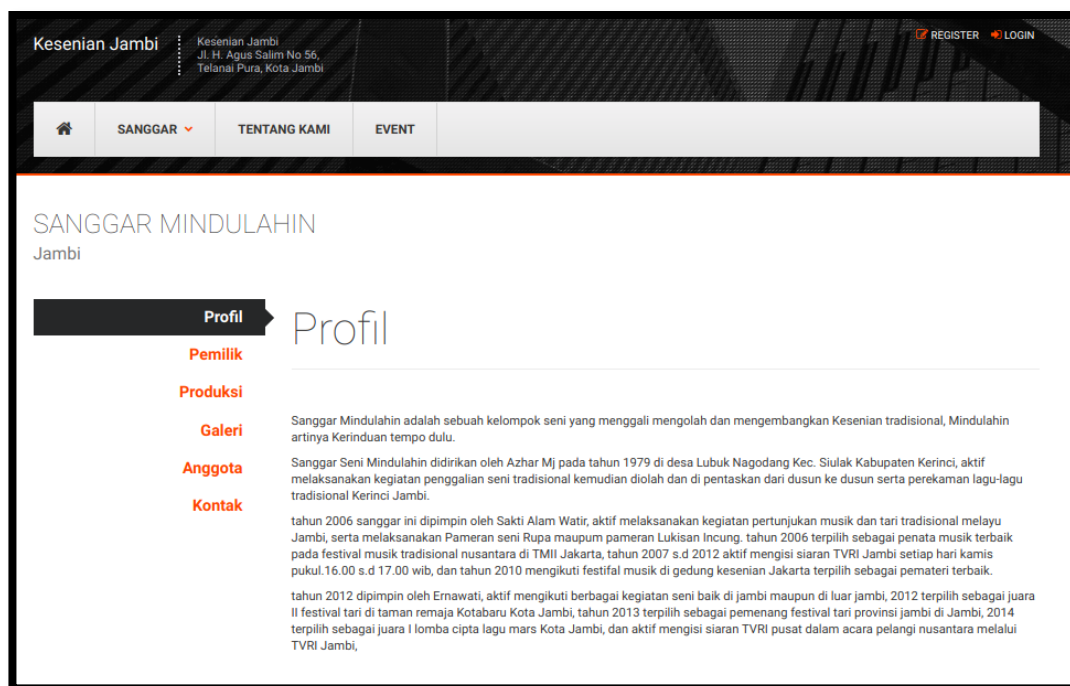 Kesenian Jambi
Kesenian Jambi
Jl. H. Agus Salim No 56,
Telanai Pura, Kota Jambi
REGISTER LOGIN
SANGGAR TENTANG KAMI EVENT
SANGGAR MINDULAHIN
Jambi
Profil
Pemilik
Produksi
Galeri
Anggota
Kontak
Profil
Sanggar Mindulahin adalah sebuah kelompok seni yang menggali mengolah dan mengembangkan Kesenian tradisional, Mindulahin
artinya Kerinduan tempo dulu.
Sanggar Seni Mindulahin didirikan oleh Azhar Mj pada tahun 1979 di desa Lubuk Nagodang Kec. Siulak Kabupaten Kerinci, aktif
melaksanakan kegiatan penggalian seni tradisional kemudian diolah dan di pentaskan dari dusun ke dusun serta perekaman lagu-lagu
tradisional Kerinci Jambi.
tahun 2006 sanggar ini dipimpin oleh Sakti Alam Watir, aktif melaksanakan kegiatan pertunjukan musik dan tari tradisional melayu
Jambi, serta melaksanakan Pameran seni Rupa maupum pameran Lukisan Incung. tahun 2006 terpilih sebagai penata musik terbaik
pada festival musik tradisional nusantara di TMII Jakarta, tahun 2007 s.d 2012 aktif mengisi siaran TVRI Jambi setiap hari kamis
pukul.16.00 s.d 17.00 wib, dan tahun 2010 mengikuti festifal musik di gedung kesenian Jakarta terpilih sebagai pemateri terbaik.
tahun 2012 dipimpin oleh Ernawati, aktif mengikuti berbagai kegiatan seni baik di jambi maupun di luar jambi, 2012 terpilih sebagai juara
II festival tari di taman remaja Kotabaru Kota Jambi, tahun 2013 terpilih sebagai pemenang festival tari provinsi jambi di Jambi, 2014
terpilih sebagai juara I lomba cipta lagu mars Kota Jambi, dan aktif mengisi siaran TVRI pusat dalam acara pelangi nusantara melalui
TVRI Jambi,